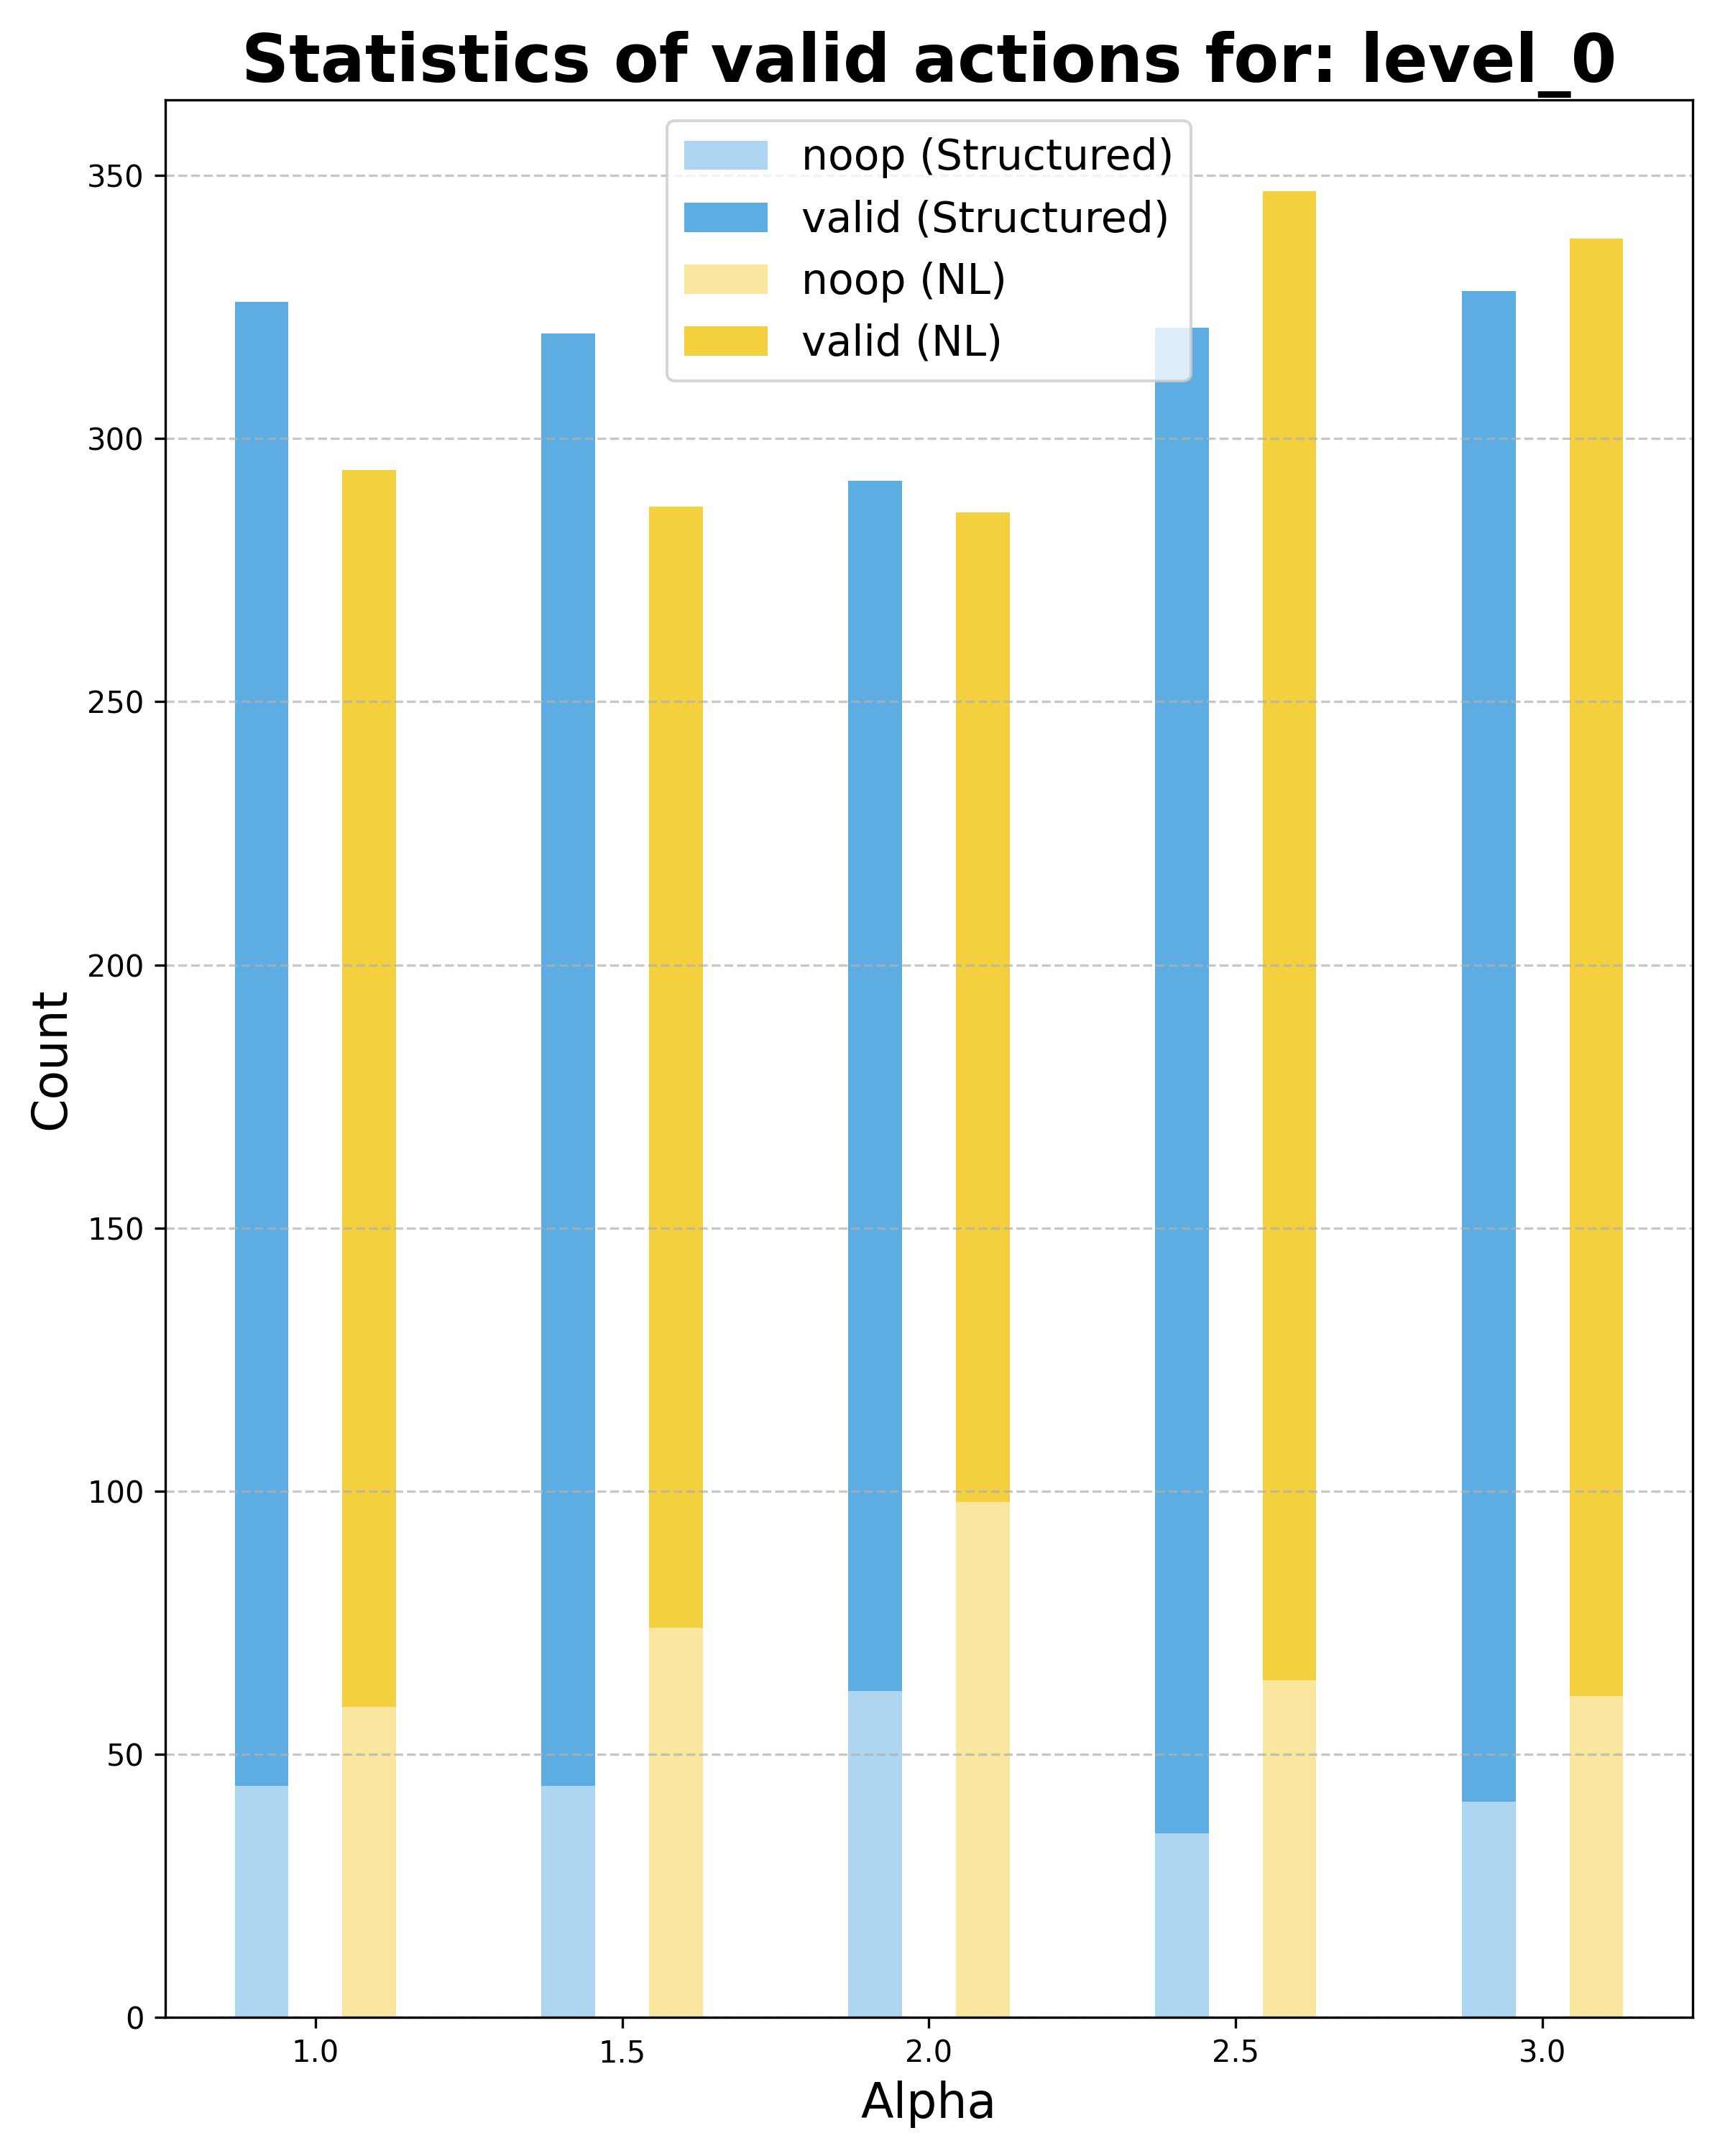 Statistics of valid actions for: level_0
noop (Structured)
valid (Structured)
noop (NL)
valid (NL)
350
300
250
200
150
100
50
0
Count
1.0 1.5 2.0 2.5 3.0
Alpha